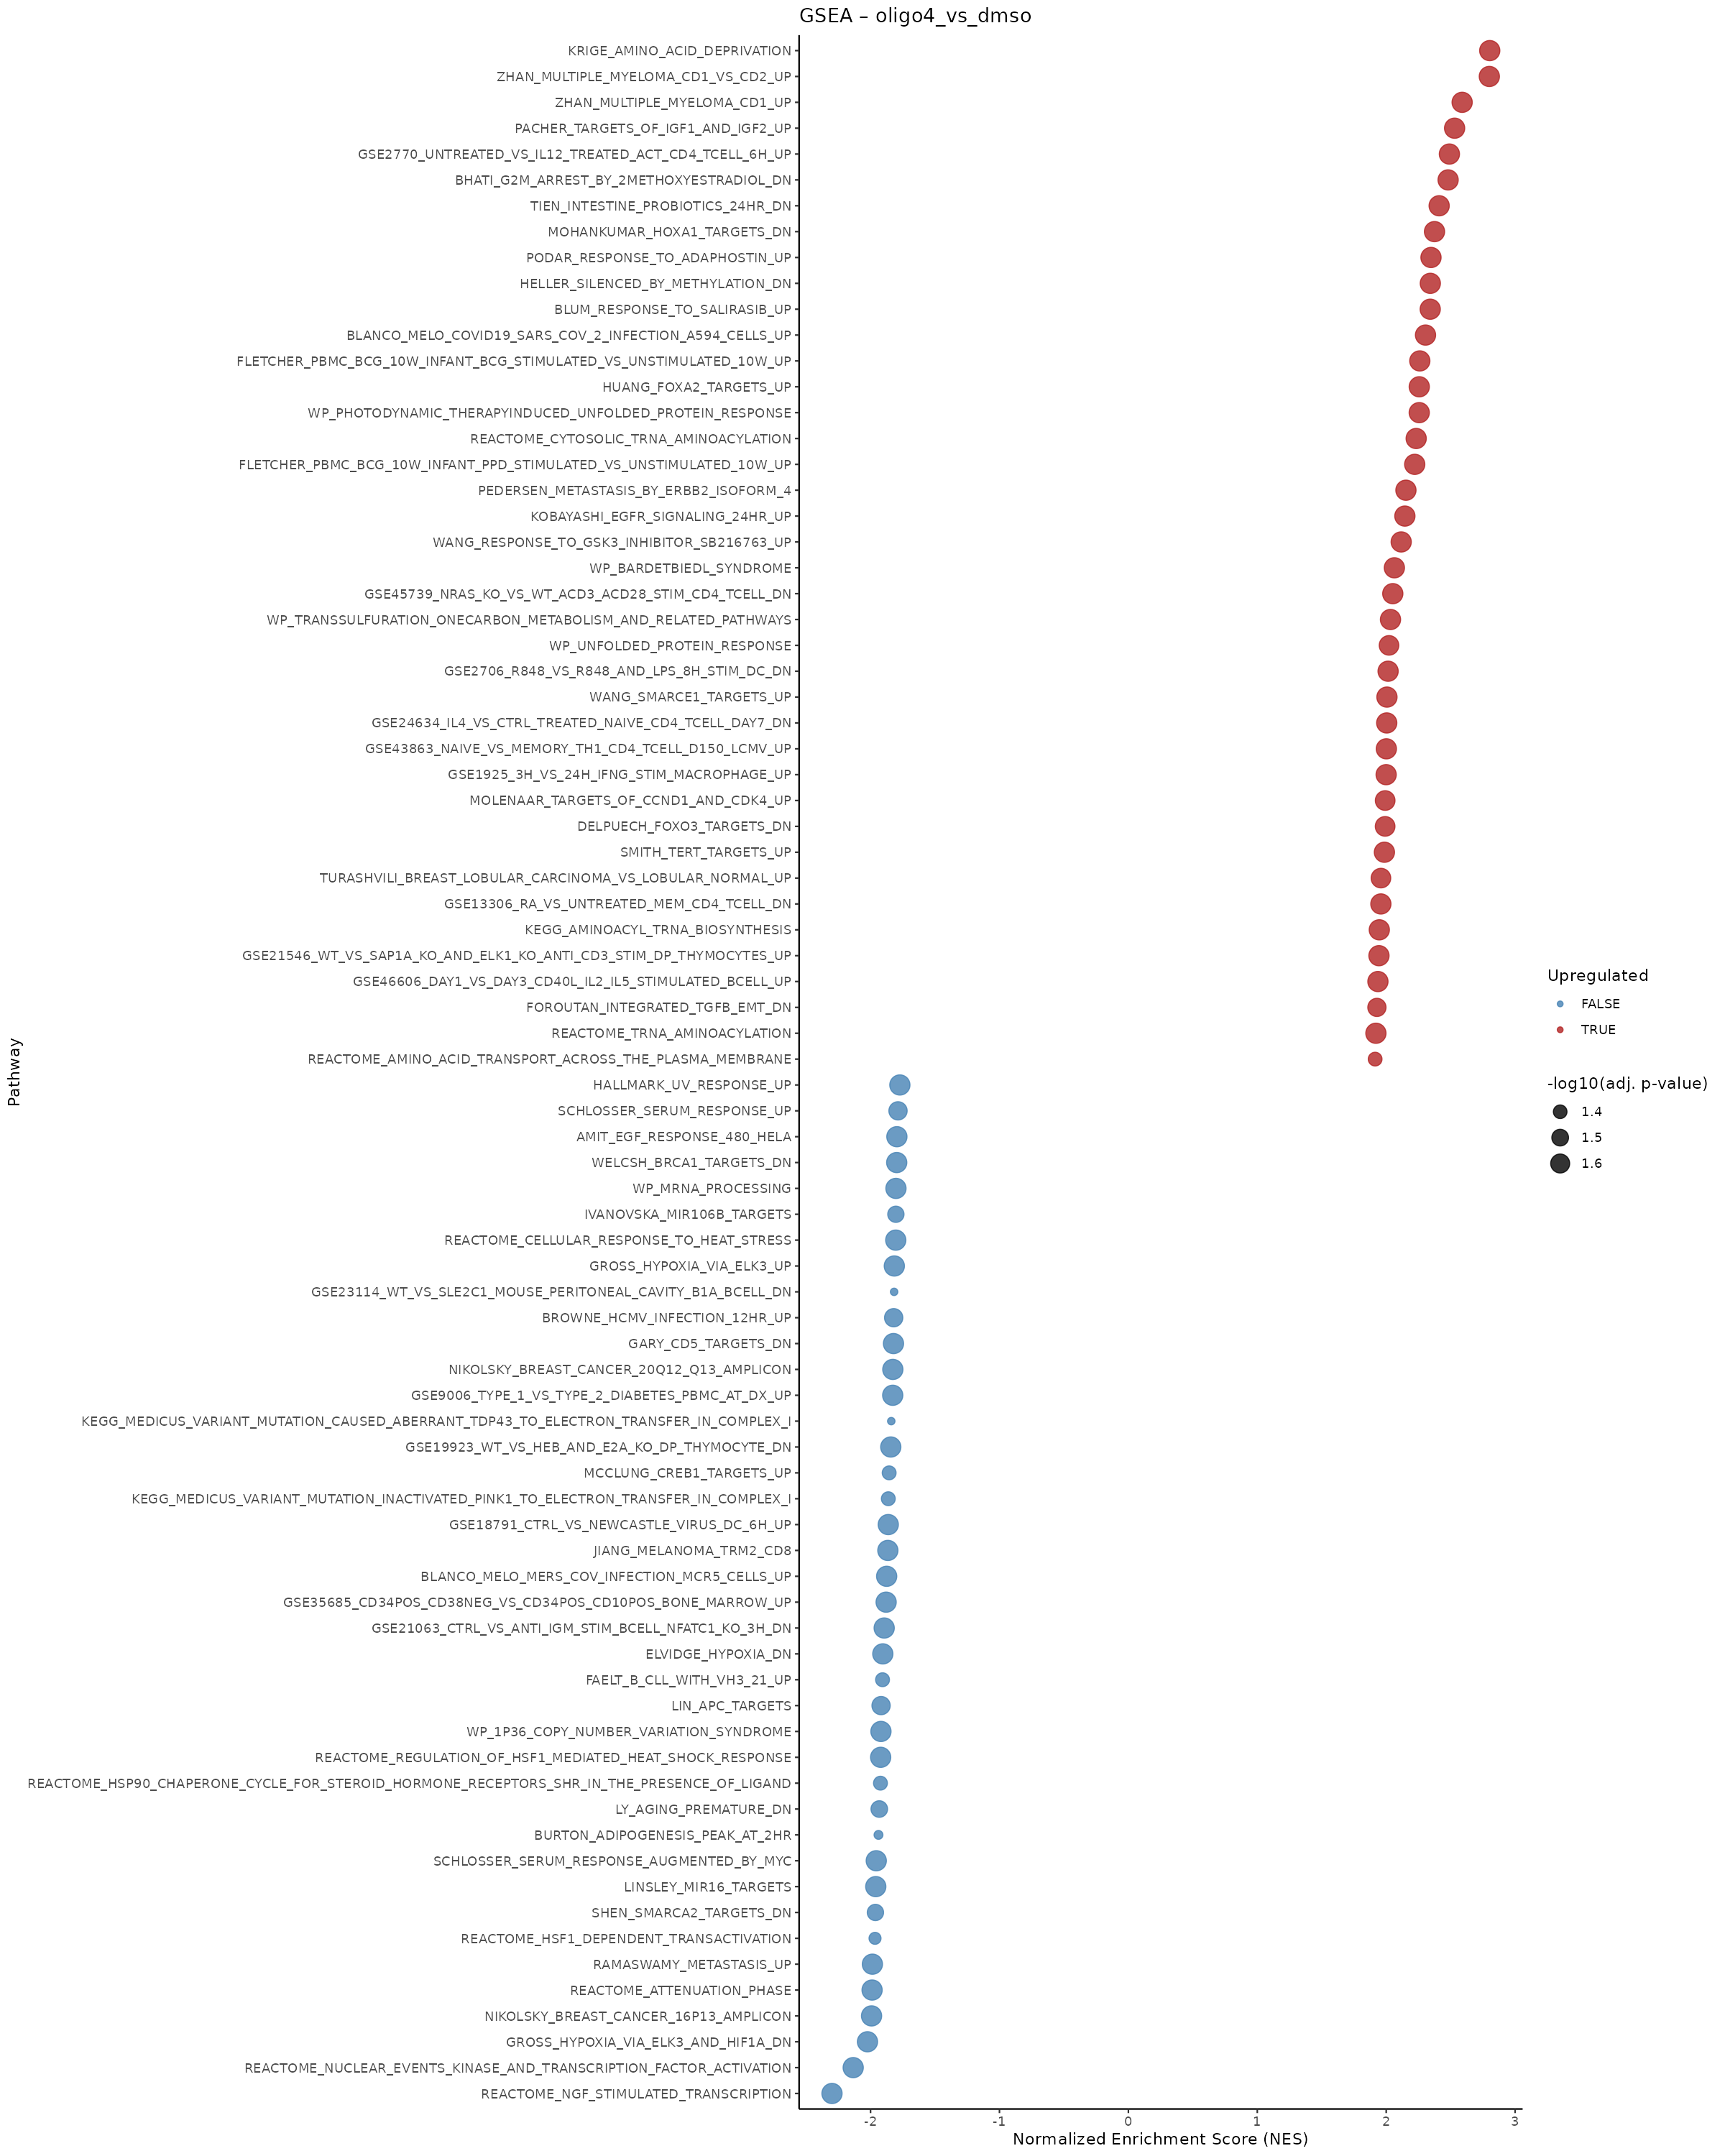 GSEA – oligo4_vs_dmso
KRIGE_AMINO_ACID_DEPRIVATION
ZHAN_MULTIPLE_MYELOMA_CD1_VS_CD2_UP
ZHAN_MULTIPLE_MYELOMA_CD1_UP
PACHER_TARGETS_OF_IGF1_AND_IGF2_UP
GSE2770_UNTREATED_VS_IL12_TREATED_ACT_CD4_TCELL_6H_UP
BHATI_G2M_ARREST_BY_2METHOXYESTRADIOL_DN
TIEN_INTESTINE_PROBIOTICS_24HR_DN
MOHANKUMAR_HOXA1_TARGETS_DN
PODAR_RESPONSE_TO_ADAPHOSTIN_UP
HELLER_SILENCED_BY_METHYLATION_DN
BLUM_RESPONSE_TO_SALIRASIB_UP
BLANCO_MELO_COVID19_SARS_COV_2_INFECTION_A594_CELLS_UP
FLETCHER_PBMC_BCG_10W_INFANT_BCG_STIMULATED_VS_UNSTIMULATED_10W_UP
HUANG_FOXA2_TARGETS_UP
WP_PHOTODYNAMIC_THERAPYINDUCED_UNFOLDED_PROTEIN_RESPONSE
REACTOME_CYTOSOLIC_TRNA_AMINOACYLATION
FLETCHER_PBMC_BCG_10W_INFANT_PPD_STIMULATED_VS_UNSTIMULATED_10W_UP
PEDERSEN_METASTASIS_BY_ERBB2_ISOFORM_4
KOBAYASHI_EGFR_SIGNALING_24HR_UP
WANG_RESPONSE_TO_GSK3_INHIBITOR_SB216763_UP
WP_BARDETBIEDL_SYNDROME
GSE45739_NRAS_KO_VS_WT_ACD3_ACD28_STIM_CD4_TCELL_DN
WP_TRANSSULFURATION_ONECARBON_METABOLISM_AND_RELATED_PATHWAYS
WP_UNFOLDED_PROTEIN_RESPONSE
GSE2706_R848_VS_R848_AND_LPS_8H_STIM_DC_DN
WANG_SMARCE1_TARGETS_UP
GSE24634_IL4_VS_CTRL_TREATED_NAIVE_CD4_TCELL_DAY7_DN
GSE43863_NAIVE_VS_MEMORY_TH1_CD4_TCELL_D150_LCMV_UP
GSE1925_3H_VS_24H_IFNG_STIM_MACROPHAGE_UP
MOLENAAR_TARGETS_OF_CCND1_AND_CDK4_UP
DELPUECH_FOXO3_TARGETS_DN
SMITH_TERT_TARGETS_UP
TURASHVILI_BREAST_LOBULAR_CARCINOMA_VS_LOBULAR_NORMAL_UP
GSE13306_RA_VS_UNTREATED_MEM_CD4_TCELL_DN
KEGG_AMINOACYL_TRNA_BIOSYNTHESIS
GSE21546_WT_VS_SAP1A_KO_AND_ELK1_KO_ANTI_CD3_STIM_DP_THYMOCYTES_UP
GSE46606_DAY1_VS_DAY3_CD40L_IL2_IL5_STIMULATED_BCELL_UP
FOROUTAN_INTEGRATED_TGFB_EMT_DN
REACTOME_TRNA_AMINOACYLATION
REACTOME_AMINO_ACID_TRANSPORT_ACROSS_THE_PLASMA_MEMBRANE
HALLMARK_UV_RESPONSE_UP
SCHLOSSER_SERUM_RESPONSE_UP
AMIT_EGF_RESPONSE_480_HELA
WELCSH_BRCA1_TARGETS_DN
WP_MRNA_PROCESSING
IVANOVSKA_MIR106B_TARGETS
REACTOME_CELLULAR_RESPONSE_TO_HEAT_STRESS
GROSS_HYPOXIA_VIA_ELK3_UP
GSE23114_WT_VS_SLE2C1_MOUSE_PERITONEAL_CAVITY_B1A_BCELL_DN
BROWNE_HCMV_INFECTION_12HR_UP
GARY_CD5_TARGETS_DN
NIKOLSKY_BREAST_CANCER_20Q12_Q13_AMPLICON
GSE9006_TYPE_1_VS_TYPE_2_DIABETES_PBMC_AT_DX_UP
KEGG_MEDICUS_VARIANT_MUTATION_CAUSED_ABERRANT_TDP43_TO_ELECTRON_TRANSFER_IN_COMPLEX_I
GSE19923_WT_VS_HEB_AND_E2A_KO_DP_THYMOCYTE_DN
MCCLUNG_CREB1_TARGETS_UP
KEGG_MEDICUS_VARIANT_MUTATION_INACTIVATED_PINK1_TO_ELECTRON_TRANSFER_IN_COMPLEX_I
GSE18791_CTRL_VS_NEWCASTLE_VIRUS_DC_6H_UP
JIANG_MELANOMA_TRM2_CD8
BLANCO_MELO_MERS_COV_INFECTION_MCR5_CELLS_UP
GSE35685_CD34POS_CD38NEG_VS_CD34POS_CD10POS_BONE_MARROW_UP
GSE21063_CTRL_VS_ANTI_IGM_STIM_BCELL_NFATC1_KO_3H_DN
ELVIDGE_HYPOXIA_DN
FAELT_B_CLL_WITH_VH3_21_UP
LIN_APC_TARGETS
WP_1P36_COPY_NUMBER_VARIATION_SYNDROME
REACTOME_REGULATION_OF_HSF1_MEDIATED_HEAT_SHOCK_RESPONSE
REACTOME_HSP90_CHAPERONE_CYCLE_FOR_STEROID_HORMONE_RECEPTORS_SHR_IN_THE_PRESENCE_OF_LIGAND
LY_AGING_PREMATURE_DN
BURTON_ADIPOGENESIS_PEAK_AT_2HR
SCHLOSSER_SERUM_RESPONSE_AUGMENTED_BY_MYC
LINSLEY_MIR16_TARGETS
SHEN_SMARCA2_TARGETS_DN
REACTOME_HSF1_DEPENDENT_TRANSACTIVATION
RAMASWAMY_METASTASIS_UP
REACTOME_ATTENUATION_PHASE
NIKOLSKY_BREAST_CANCER_16P13_AMPLICON
GROSS_HYPOXIA_VIA_ELK3_AND_HIF1A_DN
REACTOME_NUCLEAR_EVENTS_KINASE_AND_TRANSCRIPTION_FACTOR_ACTIVATION
REACTOME_NGF_STIMULATED_TRANSCRIPTION
Pathway
-2 -1 0 1 2 3
Normalized Enrichment Score (NES)
Upregulated
FALSE
TRUE
-log10(adj. p-value)
1.4
1.5
1.6